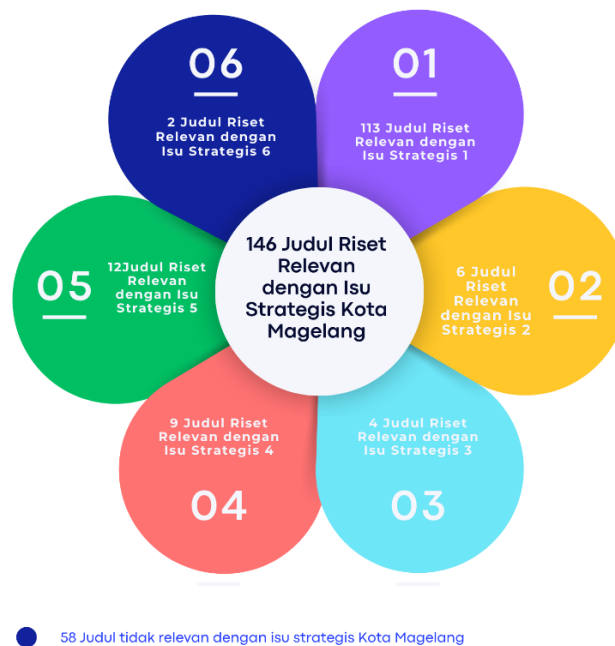 06
2 Judul Riset
Relevan dengan
Isu Strategis 6
01
113 Judul Riset
Relevan dengan
Isu Strategis 1
146 Judul Riset
Relevan
dengan Isu
Strategis Kota
Magelang
05
12Judul Riset
Relevan
dengan Isu
Strategis 5
6 Judul
Riset
Relevan
dengan Isu
Strategis 2
02
9 Judul Riset
Relevan dengan
Isu Strategis 4
04
4 Judul Riset
Relevan dengan
Isu Strategis 3
03
58 Judul tidak relevan dengan isu strategis Kota Magelang